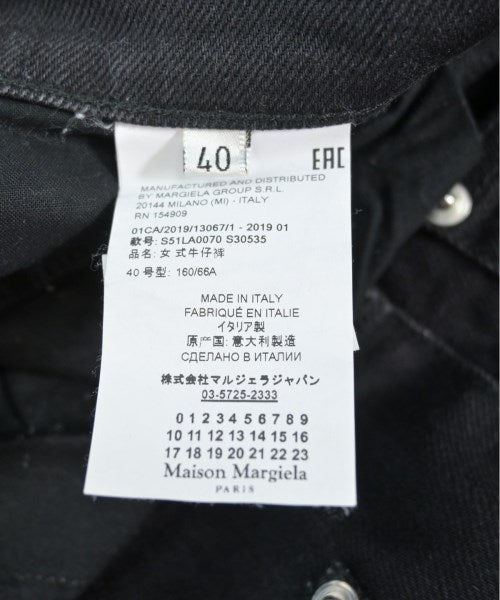 40
EAC
MANUFACTURED AND DISTRIBUTED
BY MARGIELA GROUP S.R.L.
20144 MILANO (MI) - ITALY
RN 154909
01CA/2019/13067/1 - 2019 01
款号: S51LA0070 S30535
品名: 女式牛仔裤
40 号型: 160/66A
MADE IN ITALY
FABRIQUÉ EN ITALIE
イタリア製
原产国: 意大利製造
СДЕЛАНО В ИТАЛИИ
株式会社マルジェラジャパン
03-5725-2333
0 1 2 3 4 5 6 7 8 9
10 11 12 13 14 15 16
17 18 19 20 21 22 23
Maison Margiela
PARIS